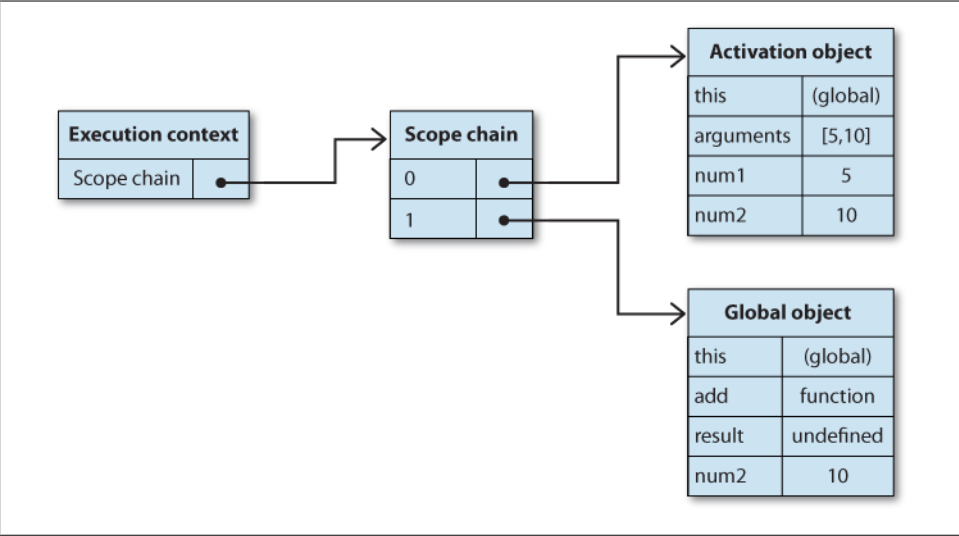 Execution context
Scope chain
Scope chain
0
1
Activation object
this (global)
arguments [5,10]
num1 5
num2 10
Global object
this (global)
add function
result undefined
num2 10